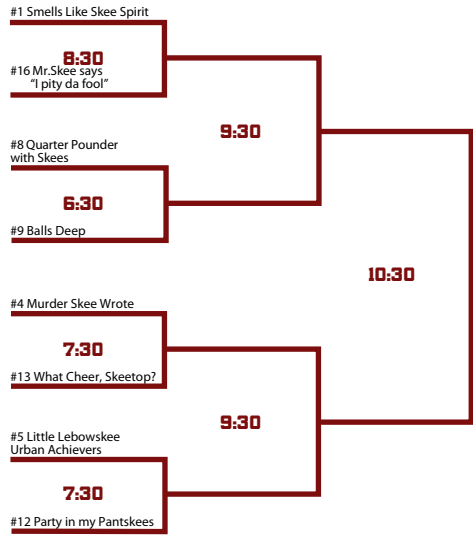 #1 Smells Like Skee Spirit
8:30
#16 Mr.Skee says
"I pity da fool"
9:30
#8 Quarter Pounder
with Skees
6:30
#9 Balls Deep
10:30
#4 Murder Skee Wrote
7:30
#13 What Cheer, Skeetop?
9:30
#5 Little Lebowskee
Urban Achievers
7:30
#12 Party in my Pantskees